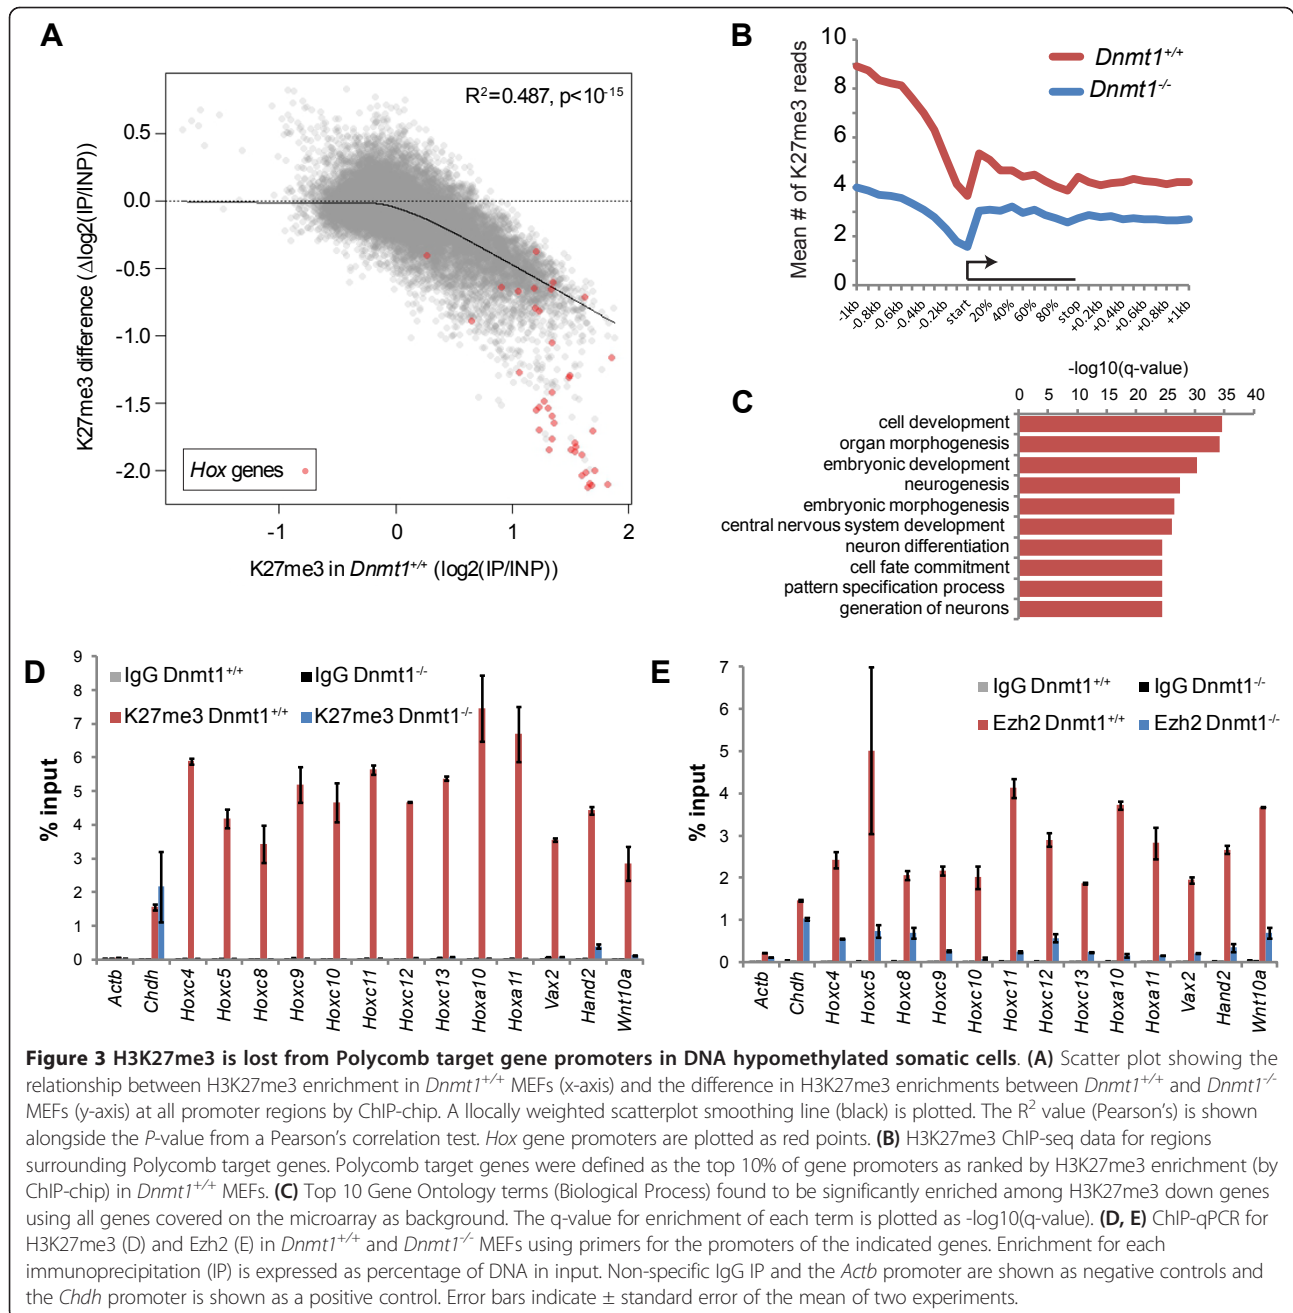 A
R²=0.487, p<10⁻¹⁵
0.5
0.0
-0.5
-1.0
-1.5
-2.0
K27me3 difference (Δlog2(IP/INP))
Hox genes
-1 0 1 2
K27me3 in Dnmt1⁺/⁺ (log2(IP/INP))
B
10
8
6
4
2
0
Mean # of K27me3 reads
Dnmt1⁺/⁺
Dnmt1⁻/⁻
-1kb -0.8kb -0.6kb -0.4kb -0.2kb start 20% 40% 60% 80% stop +0.2kb +0.4kb +0.6kb +0.8kb +1kb
C
-log10(q-value)
0 5 10 15 20 25 30 35 40
cell development
organ morphogenesis
embryonic development
neurogenesis
embryonic morphogenesis
central nervous system development
neuron differentiation
cell fate commitment
pattern specification process
generation of neurons
D
9
8
7
6
5
4
3
2
1
0
% input
IgG Dnmt1⁺/⁺ IgG Dnmt1⁻/⁻
K27me3 Dnmt1⁺/⁺ K27me3 Dnmt1⁻/⁻
Actb Chdh Hoxc4 Hoxc5 Hoxc8 Hoxc9 Hoxc10 Hoxc11 Hoxc12 Hoxc13 Hoxa10 Hoxa11 Vax2 Hand2 Wnt10a
E
7
6
5
4
3
2
1
0
% input
IgG Dnmt1⁺/⁺ IgG Dnmt1⁻/⁻
Ezh2 Dnmt1⁺/⁺ Ezh2 Dnmt1⁻/⁻
Actb Chdh Hoxc4 Hoxc5 Hoxc8 Hoxc9 Hoxc10 Hoxc11 Hoxc12 Hoxc13 Hoxa10 Hoxa11 Vax2 Hand2 Wnt10a
Figure 3 H3K27me3 is lost from Polycomb target gene promoters in DNA hypomethylated somatic cells. (A) Scatter plot showing the
relationship between H3K27me3 enrichment in Dnmt1⁺/⁺ MEFs (x-axis) and the difference in H3K27me3 enrichments between Dnmt1⁺/⁺ and Dnmt1⁻/⁻
MEFs (y-axis) at all promoter regions by ChIP-chip. A llocally weighted scatterplot smoothing line (black) is plotted. The R² value (Pearson's) is shown
alongside the P-value from a Pearson's correlation test. Hox gene promoters are plotted as red points. (B) H3K27me3 ChIP-seq data for regions
surrounding Polycomb target genes. Polycomb target genes were defined as the top 10% of gene promoters as ranked by H3K27me3 enrichment (by
ChIP-chip) in Dnmt1⁺/⁺ MEFs. (C) Top 10 Gene Ontology terms (Biological Process) found to be significantly enriched among H3K27me3 down genes
using all genes covered on the microarray as background. The q-value for enrichment of each term is plotted as -log10(q-value). (D, E) ChIP-qPCR for
H3K27me3 (D) and Ezh2 (E) in Dnmt1⁺/⁺ and Dnmt1⁻/⁻ MEFs using primers for the promoters of the indicated genes. Enrichment for each
immunoprecipitation (IP) is expressed as percentage of DNA in input. Non-specific IgG IP and the Actb promoter are shown as negative controls and
the Chdh promoter is shown as a positive control. Error bars indicate ± standard error of the mean of two experiments.